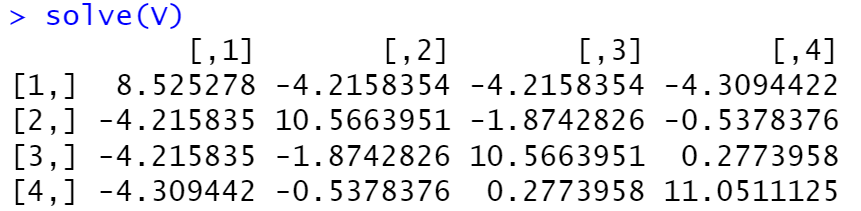 > solve(V)
[,1] [,2] [,3] [,4]
[1,] 8.525278 -4.2158354 -4.2158354 -4.3094422
[2,] -4.215835 10.5663951 -1.8742826 -0.5378376
[3,] -4.215835 -1.8742826 10.5663951 0.2773958
[4,] -4.309442 -0.5378376 0.2773958 11.0511125